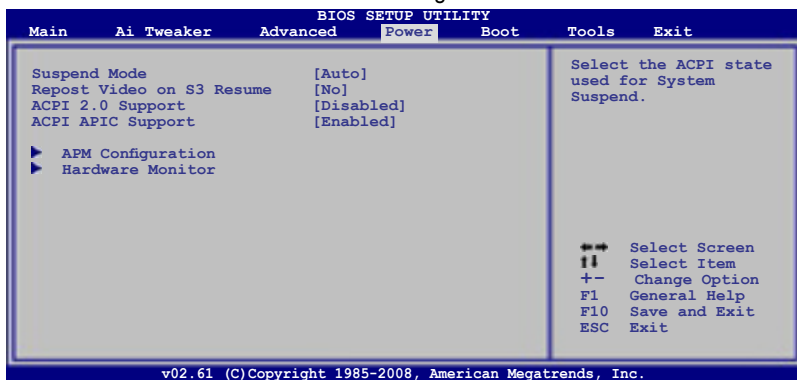 BIOS SETUP UTILITY
Main Ai Tweaker Advanced Power Boot Tools Exit
Suspend Mode [Auto]
Repost Video on S3 Resume [No]
ACPI 2.0 Support [Disabled]
ACPI APIC Support [Enabled]
APM Configuration
Hardware Monitor
Select the ACPI state
used for System
Suspend.
←→ Select Screen
↑↓ Select Item
+- Change Option
F1 General Help
F10 Save and Exit
ESC Exit
v02.61 (C)Copyright 1985-2008, American Megatrends, Inc.